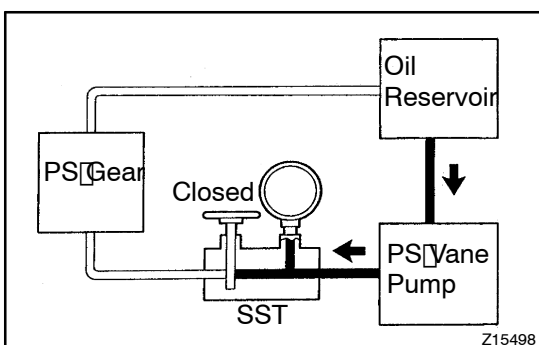 Oil
Reservoir
PS▯Gear
Closed
PS▯Vane
Pump
SST
Z15498